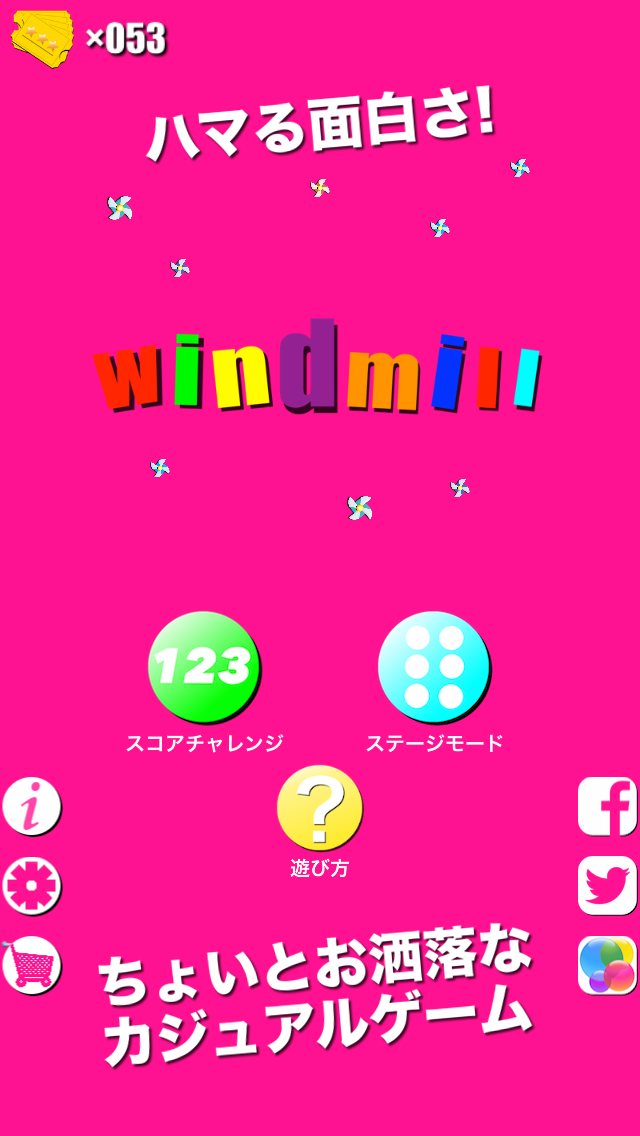 ×053
ハマる面白さ!
windmill
123
スコアチャレンジ
ステージモード
?
遊び方
i
f
ちょいとお洒落な
カジュアルゲーム